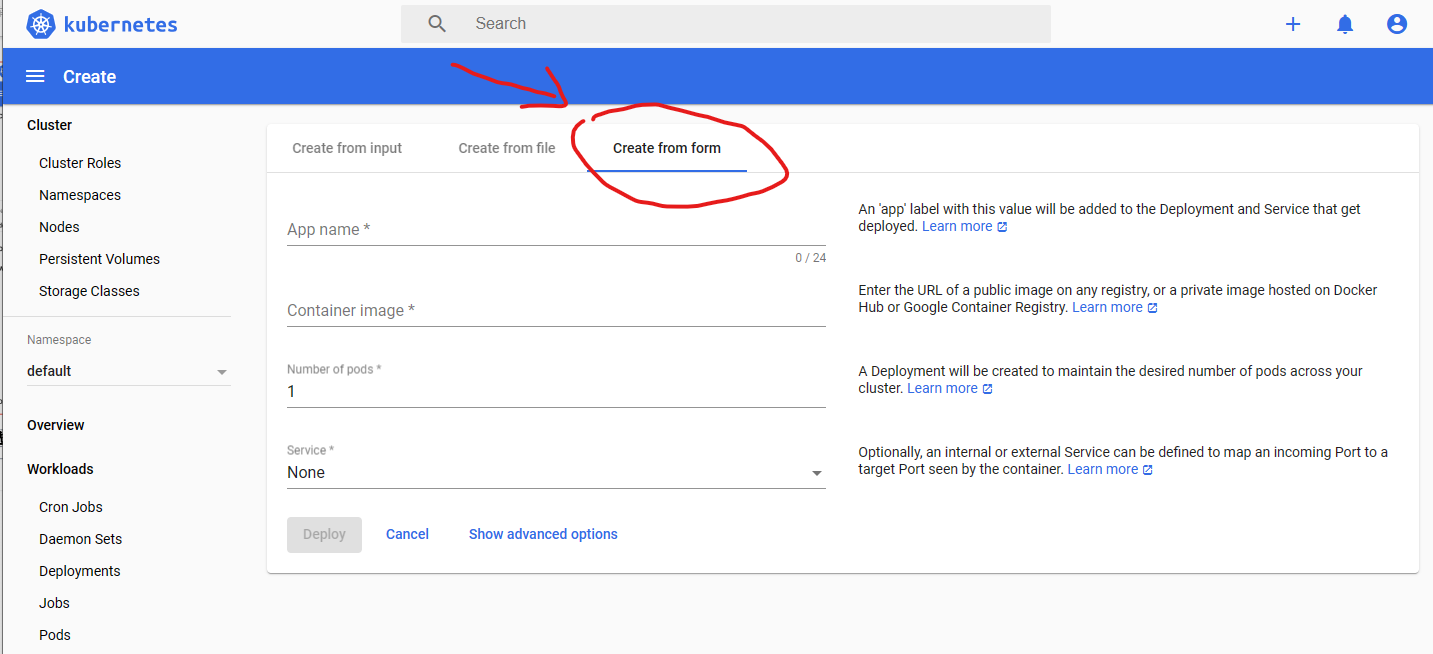 kubernetes
Search
Create
Cluster
Cluster Roles
Namespaces
Nodes
Persistent Volumes
Storage Classes
Namespace
default
Overview
Workloads
Cron Jobs
Daemon Sets
Deployments
Jobs
Pods
Create from input
Create from file
Create from form
App name *
0 / 24
An 'app' label with this value will be added to the Deployment and Service that get
deployed. Learn more
Container image *
Enter the URL of a public image on any registry, or a private image hosted on Docker
Hub or Google Container Registry. Learn more
Number of pods *
1
A Deployment will be created to maintain the desired number of pods across your
cluster. Learn more
Service *
None
Optionally, an internal or external Service can be defined to map an incoming Port to a
target Port seen by the container. Learn more
Deploy
Cancel
Show advanced options